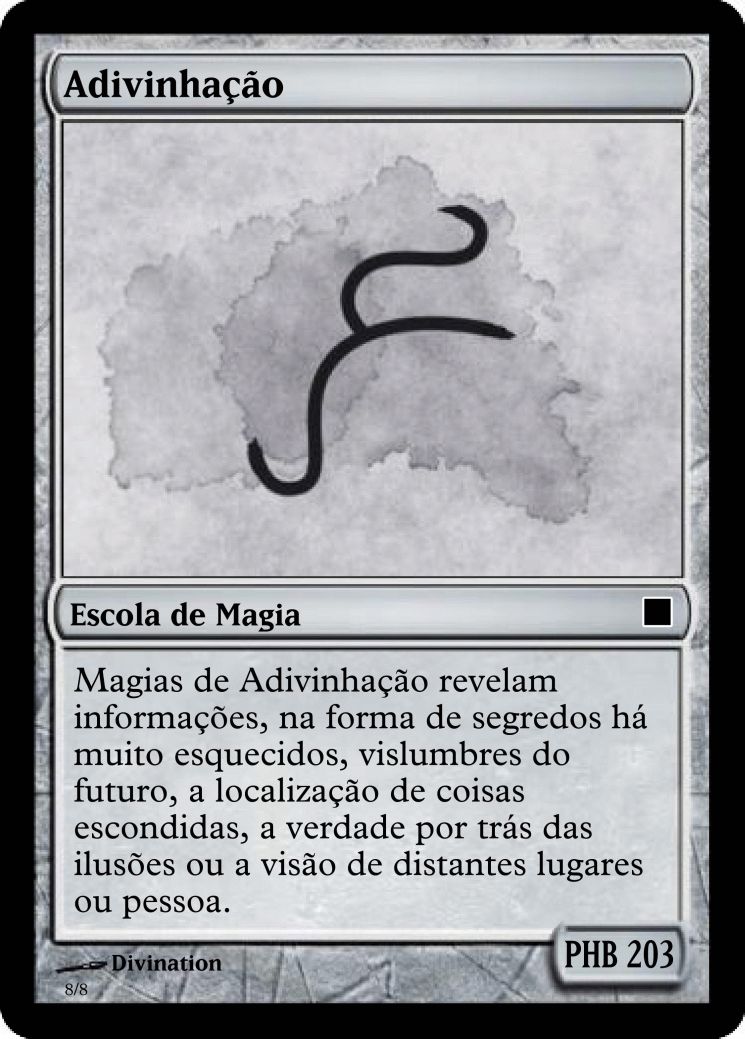 Adivinhação
Escola de Magia
Magias de Adivinhação revelam
informações, na forma de segredos há
muito esquecidos, vislumbres do
futuro, a localização de coisas
escondidas, a verdade por trás das
ilusões ou a visão de distantes lugares
ou pessoa.
PHB 203
Divination
8/8